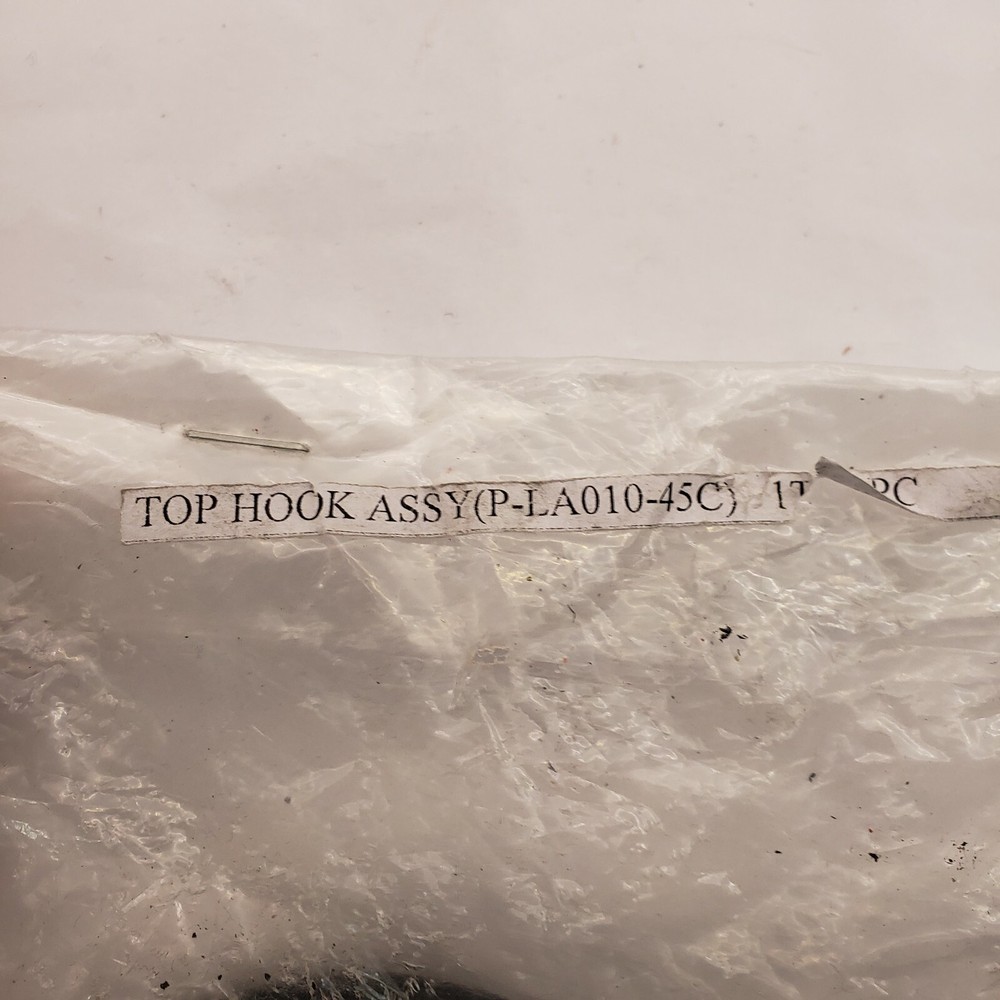 TOP HOOK ASSY(P-LA010-45C)